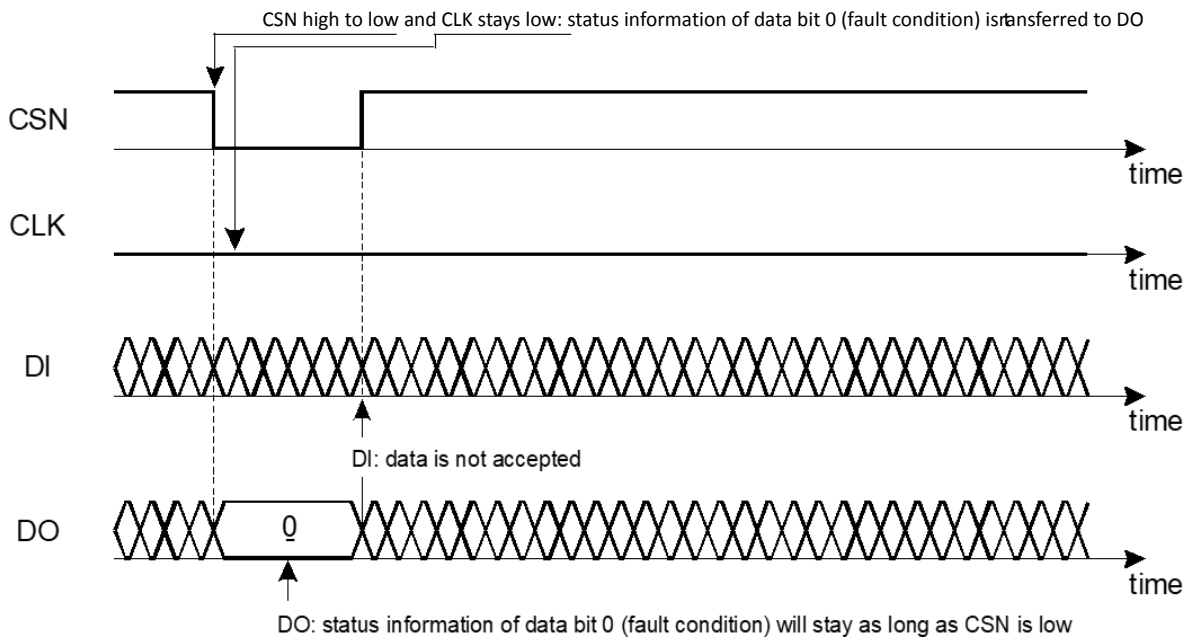 CSN high to low and CLK stays low: status information of data bit 0 (fault condition) is transferred to DO
CSN
time
CLK
time
DI
time
DI: data is not accepted
DO
0
time
DO: status information of data bit 0 (fault condition) will stay as long as CSN is low